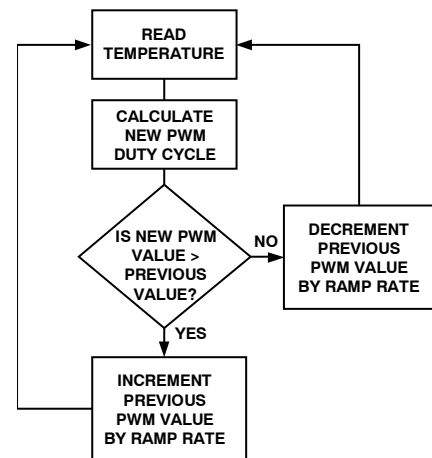 READ
TEMPERATURE
CALCULATE
NEW PWM
DUTY CYCLE
IS NEW PWM
VALUE >
PREVIOUS
VALUE?
NO
DECREMENT
PREVIOUS
PWM VALUE
BY RAMP RATE
YES
INCREMENT
PREVIOUS
PWM VALUE
BY RAMP RATE